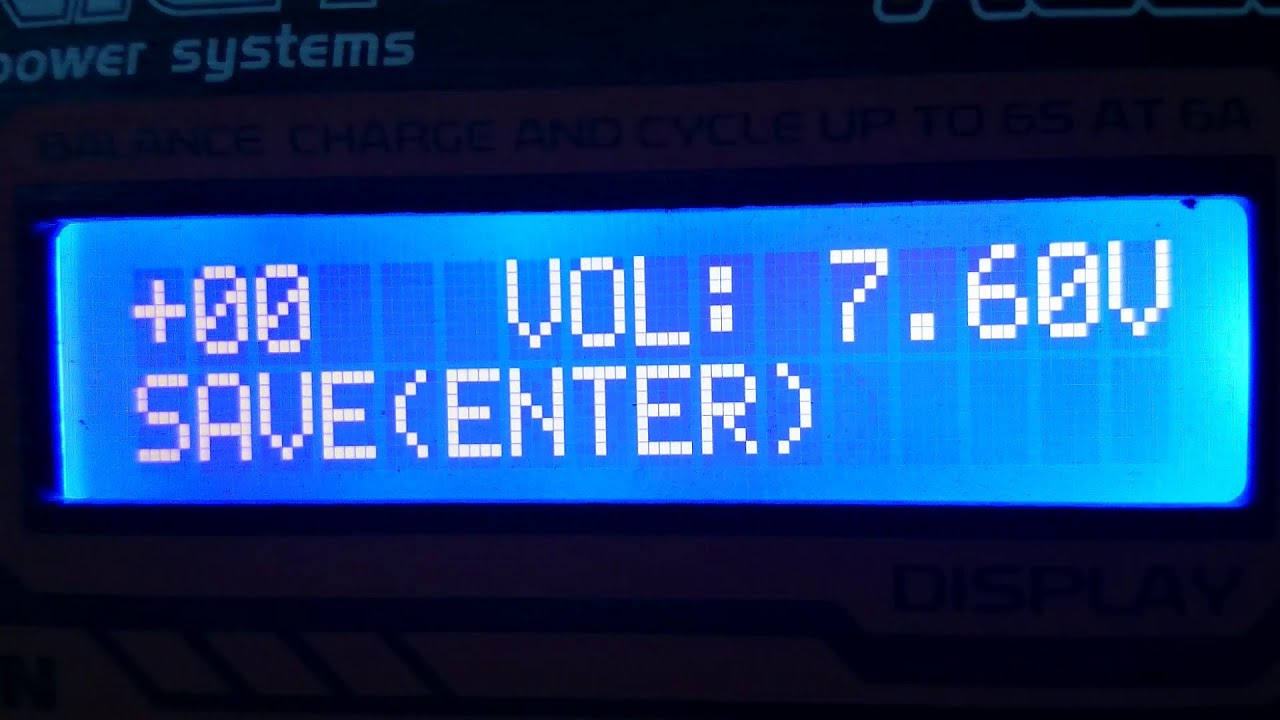 power systems
BALANCE CHARGE AND CYCLE UP TO 6S AT 6A
+00 VOL: 7.60V
SAVE(ENTER)
DISPLAY